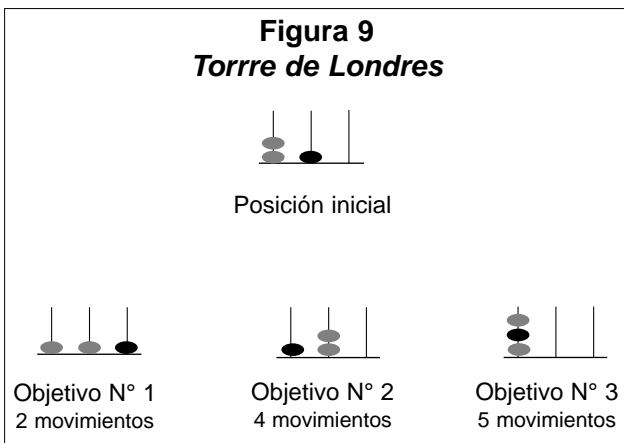 Figura 9
Torrre de Londres
Posición inicial
Objetivo N° 1
2 movimientos
Objetivo N° 2
4 movimientos
Objetivo N° 3
5 movimientos